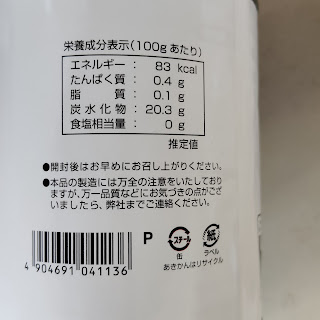 栄養成分表示(100gあたり)
エネルギー: 83 kcal
たんぱく質: 0.4 g
脂 質: 0.1 g
炭水化物: 20.3 g
食塩相当量: 0 g
推定値
●開封後はお早めにお召し上がりください。
●本品の製造には万全の注意をいたしており
ますが、万一品質などにお気づきの点がござ
いましたら、弊社までご連絡ください。
P
スチール
缶
紙
ラベル
あきかんはリサイクル
4 904691 041136